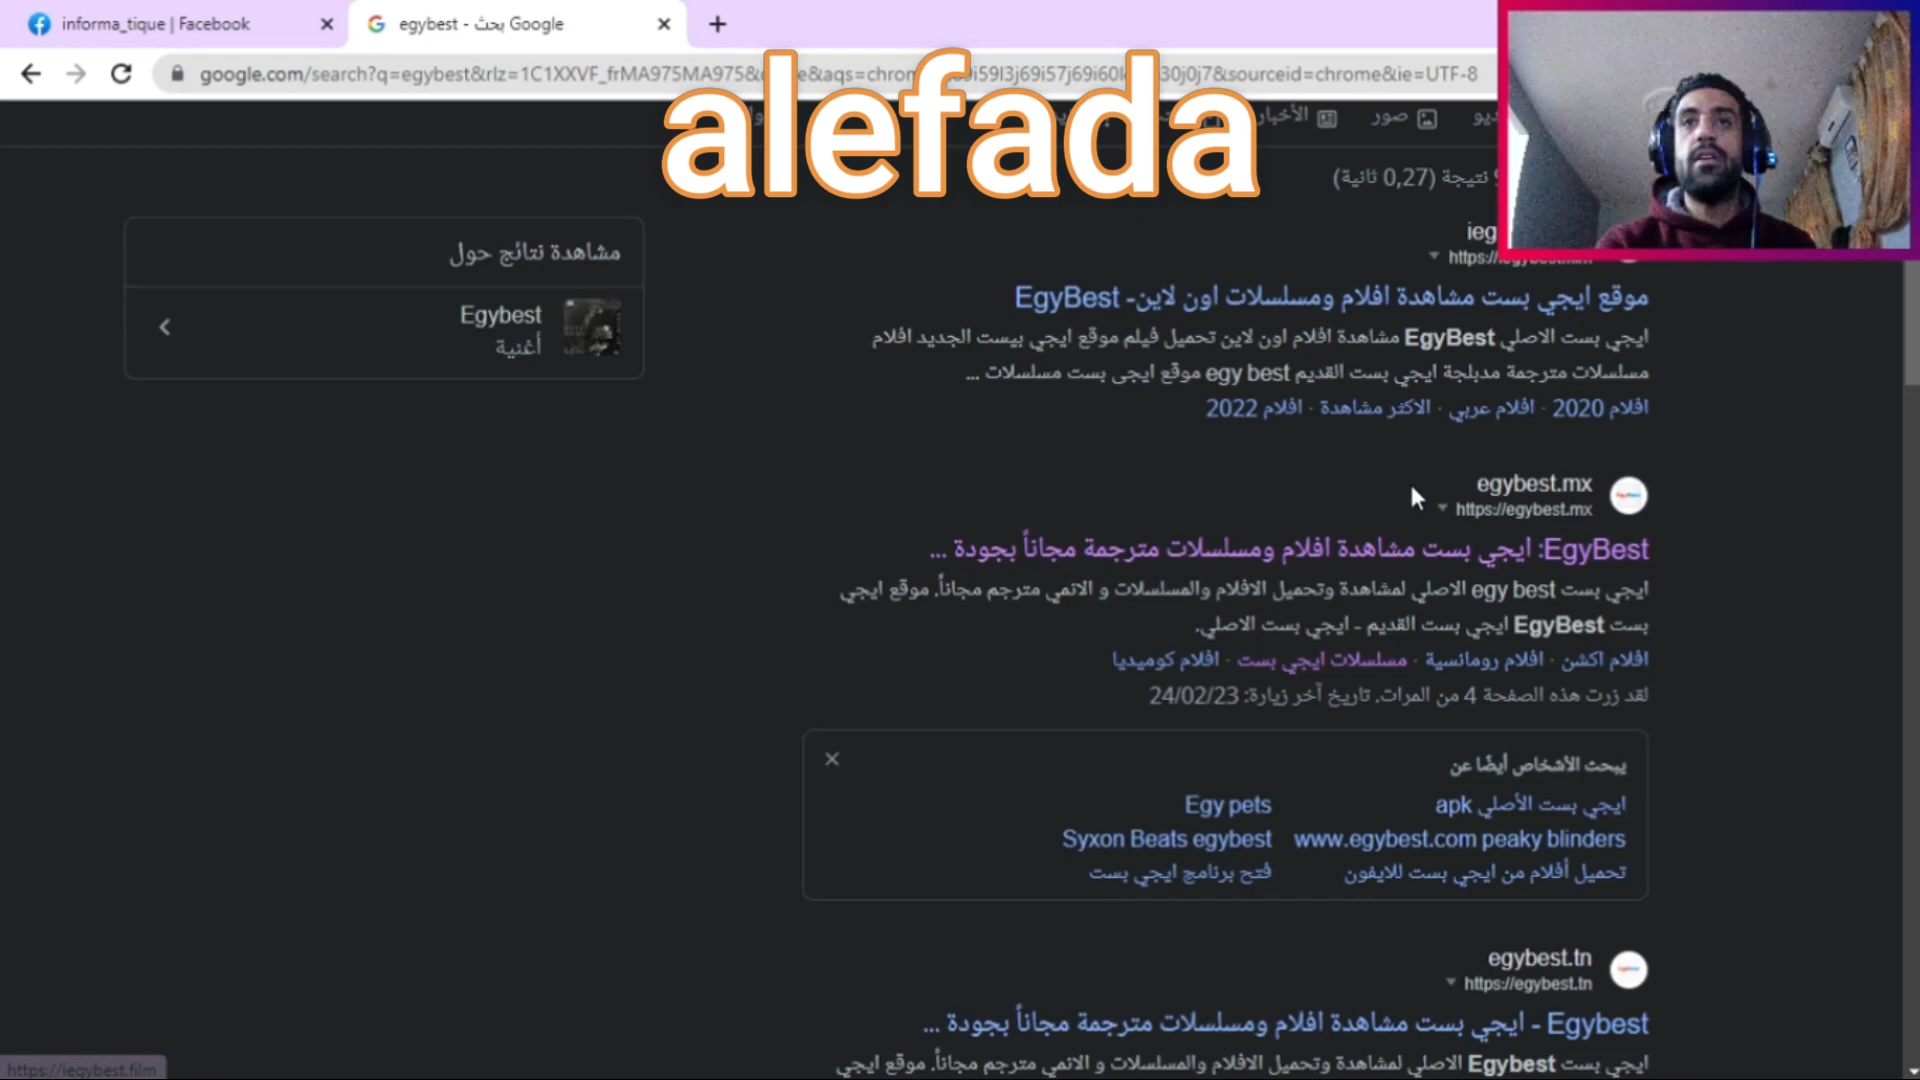 informa_tique | Facebook
egybest - بحث Google
google.com/search?q=egybest&rlz=1C1XXVF_frMA975MA975&
30j0j7&sourceid=chrome&ie=UTF-8
alefada
صور
نتيجة (0,27 ثانية)
مشاهدة نتائج حول
Egybest
أغنية
موقع ايجي بست مشاهدة افلام ومسلسلات اون لاين- EgyBest
ايجي بست الاصلي EgyBest مشاهدة افلام اون لاين تحميل فيلم موقع ايجي بيست الجديد افلام
مسلسلات مترجمة مدبلجة ايجي بست القديم egy best موقع ايجى بست مسلسلات ...
افلام 2020 · افلام عربي · الاكثر مشاهدة · افلام 2022
egybest.mx
https://egybest.mx
EgyBest: ايجي بست مشاهدة افلام ومسلسلات مترجمة مجاناً بجودة ...
ايجي بست egy best الاصلي لمشاهدة وتحميل الافلام والمسلسلات و الانمي مترجم مجاناً. موقع ايجي
بست EgyBest ايجي بست القديم - ايجي بست الاصلي.
افلام اكشن · افلام رومانسية · مسلسلات ايجي بست · افلام كوميديا
لقد زرت هذه الصفحة 4 من المرات. تاريخ آخر زيارة: 24/02/23
يبحث الأشخاص أيضًا عن
ايجي بست الأصلي apk
Egy pets
www.egybest.com peaky blinders
Syxon Beats egybest
تحميل أفلام من ايجي بست للايفون
فتح برنامج ايجي بست
egybest.tn
https://egybest.tn
Egybest - ايجي بست مشاهدة افلام ومسلسلات مترجمة مجاناً بجودة ...
ايجي بست Egybest الاصلي لمشاهدة وتحميل الافلام والمسلسلات و الانمي مترجم مجاناً. موقع ايجي
https://iegybest.film